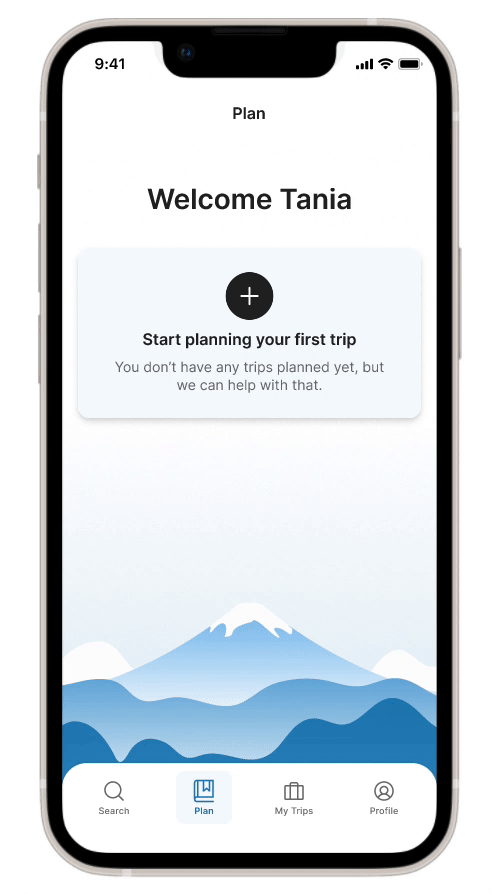 9:41
Plan
Welcome Tania
Start planning your first trip
You don’t have any trips planned yet, but
we can help with that.
Search
Plan
My Trips
Profile